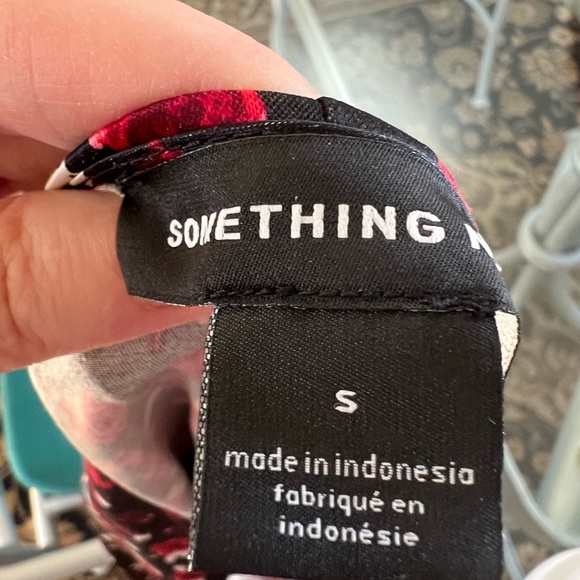 SOMETHING
S
made in indonesia
fabriqué en
indonésie